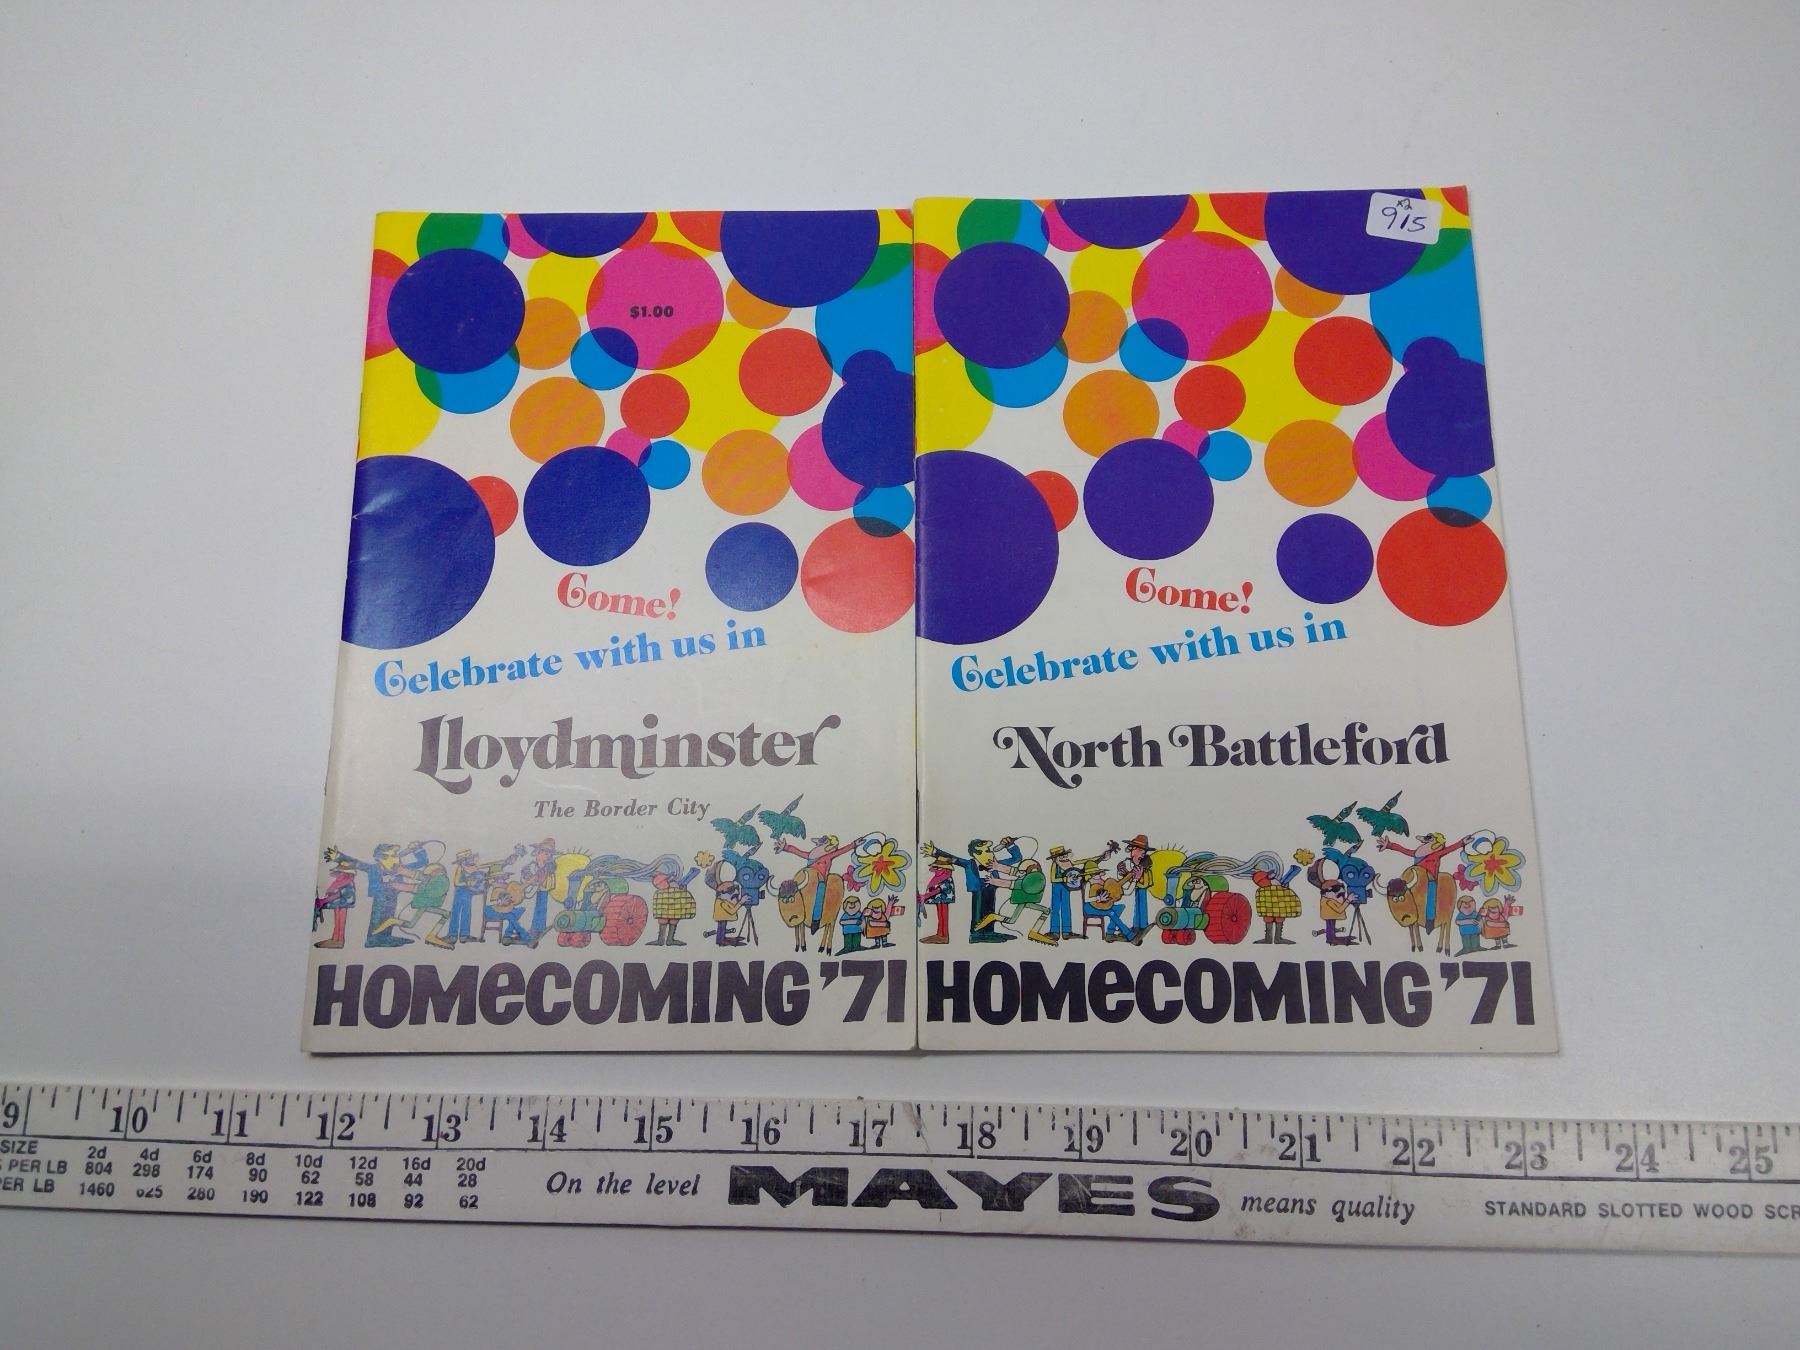 $1.00
Come!
Celebrate with us in
Lloydminster
The Border City
HOMECOMING '71
x2
915
Come!
Celebrate with us in
North Battleford
HOMECOMING '71
9 10 11 12 13 14 15 16 17 18 19 20 21 22 23 24 25
SIZE 2d 4d 6d 8d 10d 12d 16d 20d
PER LB 804 298 174 90 62 58 44 28
PER LB 1460 625 280 190 122 108 92 62
On the level MAYES means quality
STANDARD SLOTTED WOOD SCR